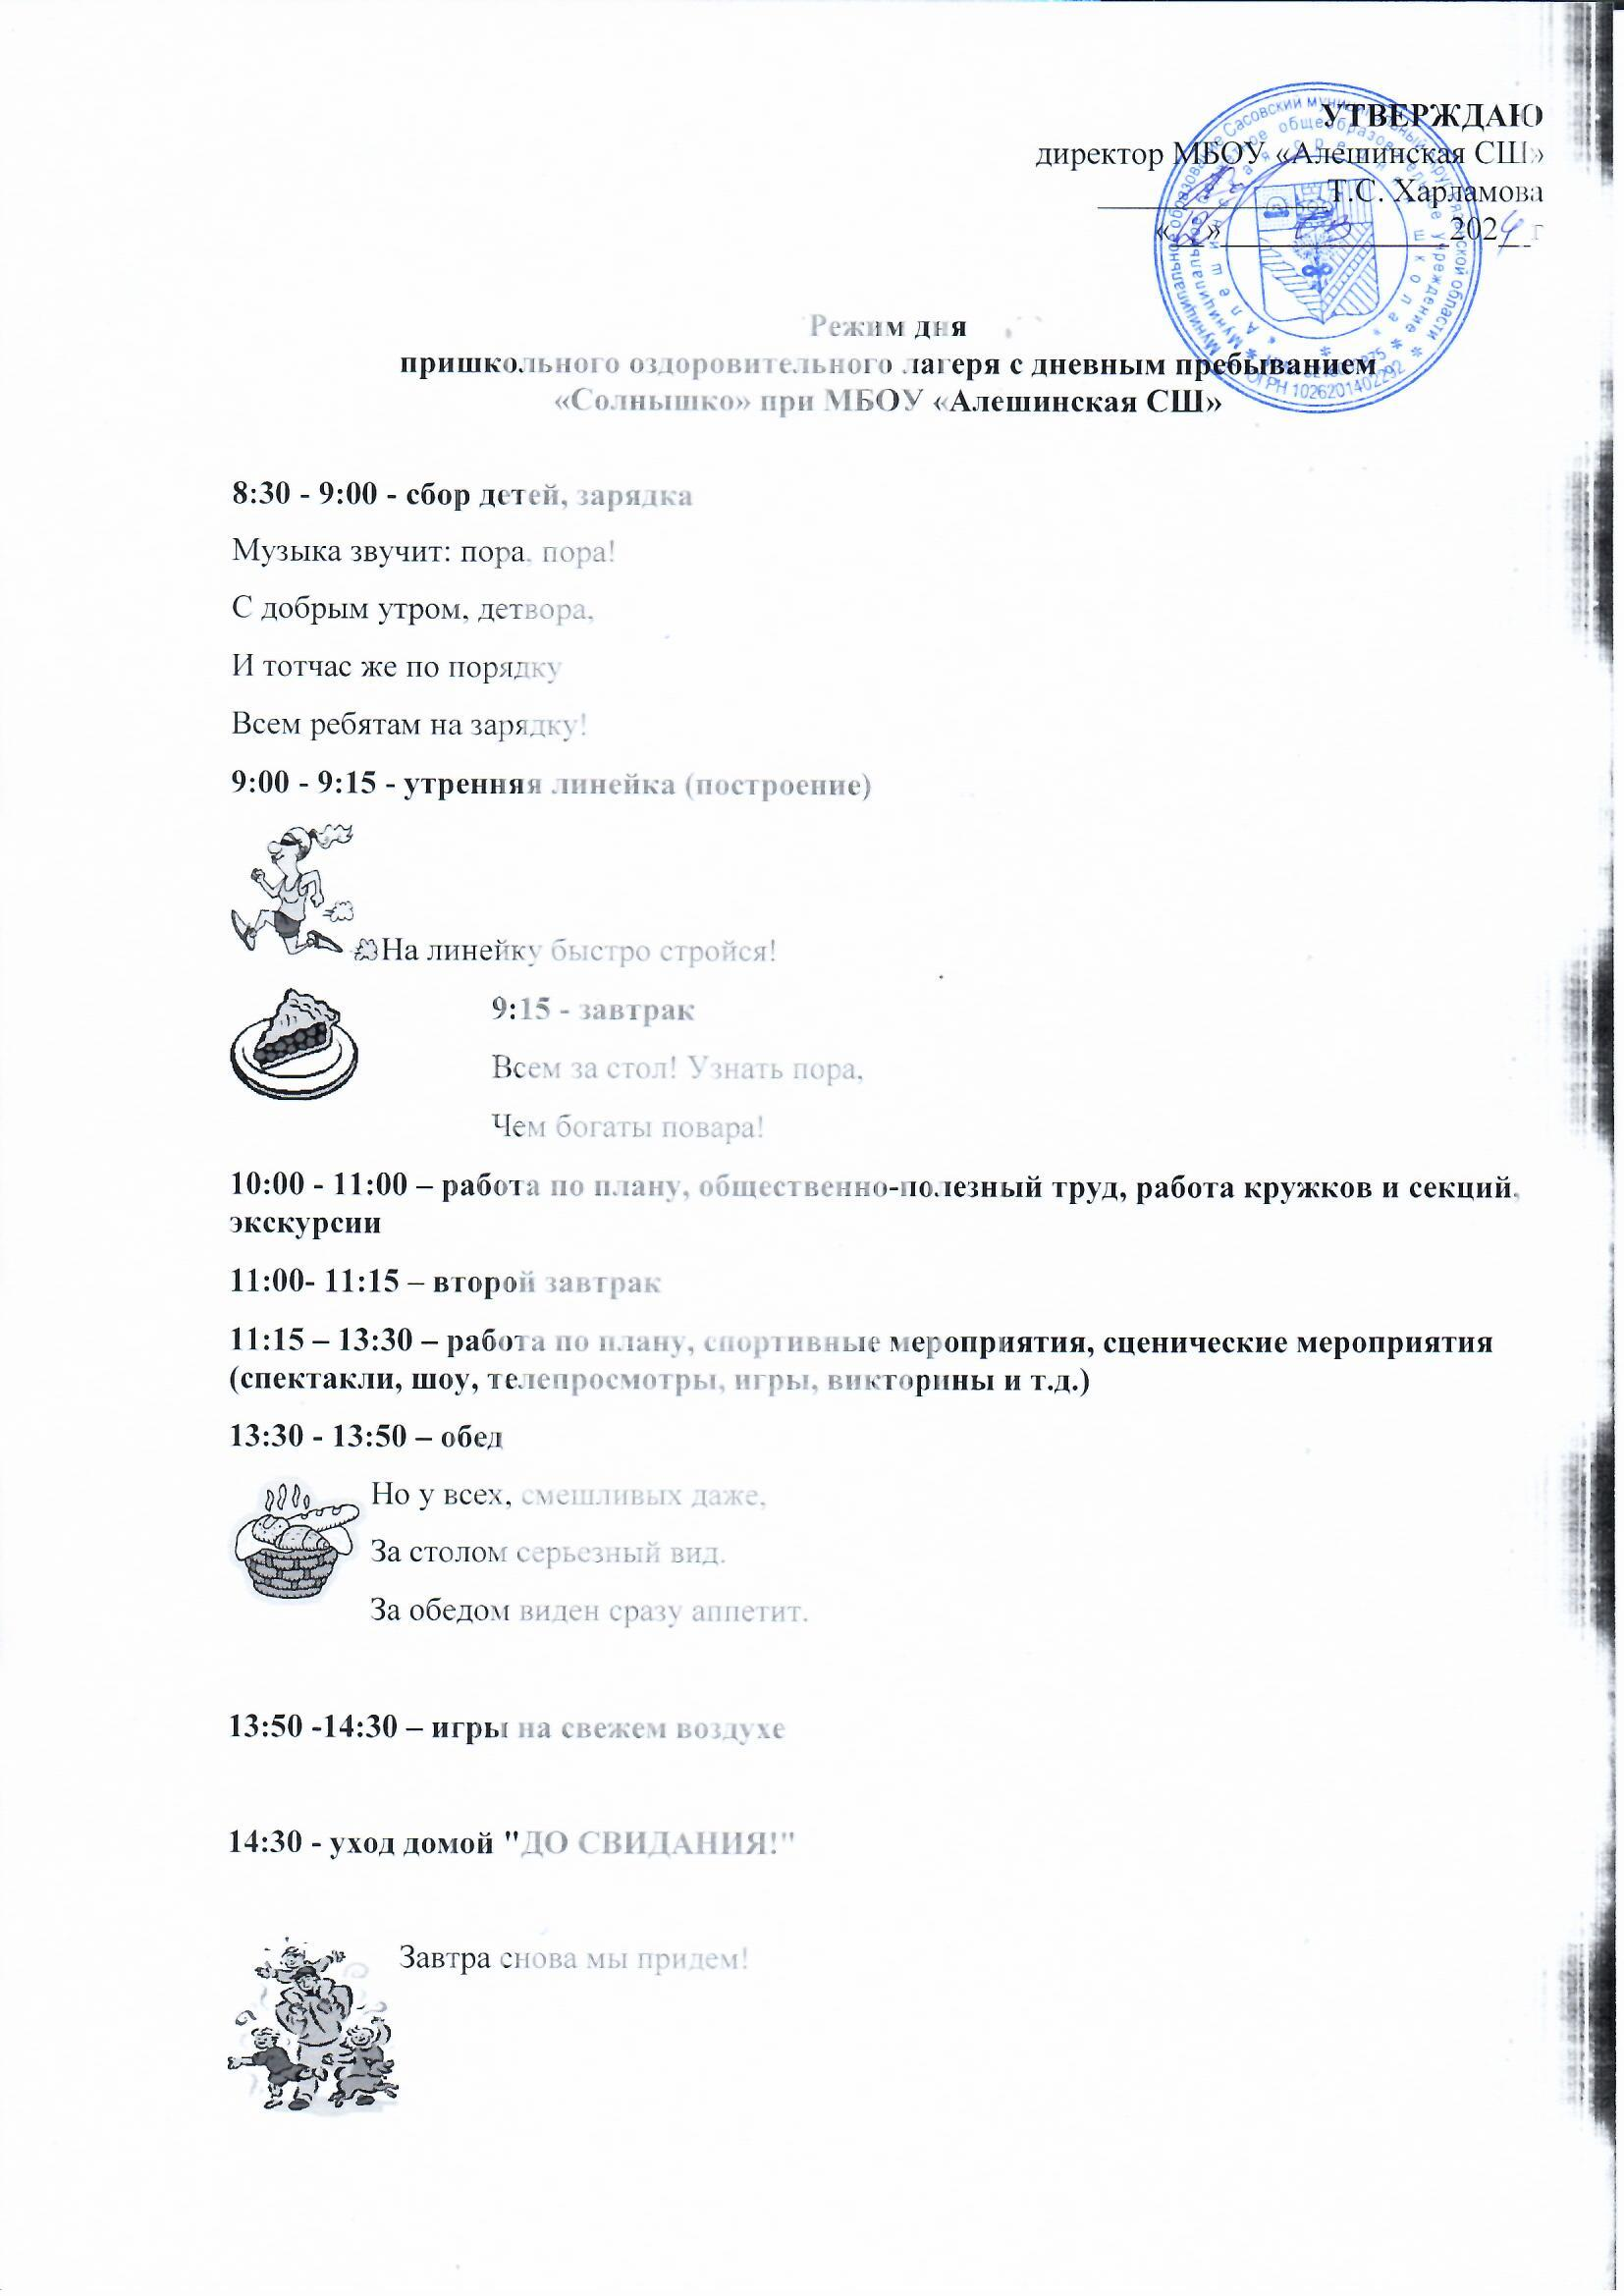 УТВЕРЖДАЮ
директор МБОУ «Алешинская СШ»
Т.С. Харламова
2024 г
Режим дня
пришкольного оздоровительного лагеря с дневным пребыванием
«Солнышко» при МБОУ «Алешинская СШ»
8:30 - 9:00 - сбор детей, зарядка
Музыка звучит: пора, пора!
С добрым утром, детвора,
И тотчас же по порядку
Всем ребятам на зарядку!
9:00 - 9:15 - утренняя линейка (построение)
На линейку быстро стройся!
9:15 - завтрак
Всем за стол! Узнать пора,
Чем богаты повара!
10:00 - 11:00 – работа по плану, общественно-полезный труд, работа кружков и секций,
экскурсии
11:00- 11:15 – второй завтрак
11:15 – 13:30 – работа по плану, спортивные мероприятия, сценические мероприятия
(спектакли, шоу, телепросмотры, игры, викторины и т.д.)
13:30 - 13:50 – обед
Но у всех, смешливых даже,
За столом серьезный вид.
За обедом виден сразу аппетит.
13:50 -14:30 – игры на свежем воздухе
14:30 - уход домой "ДО СВИДАНИЯ!"
Завтра снова мы придем!
ОГРН 1026201402292